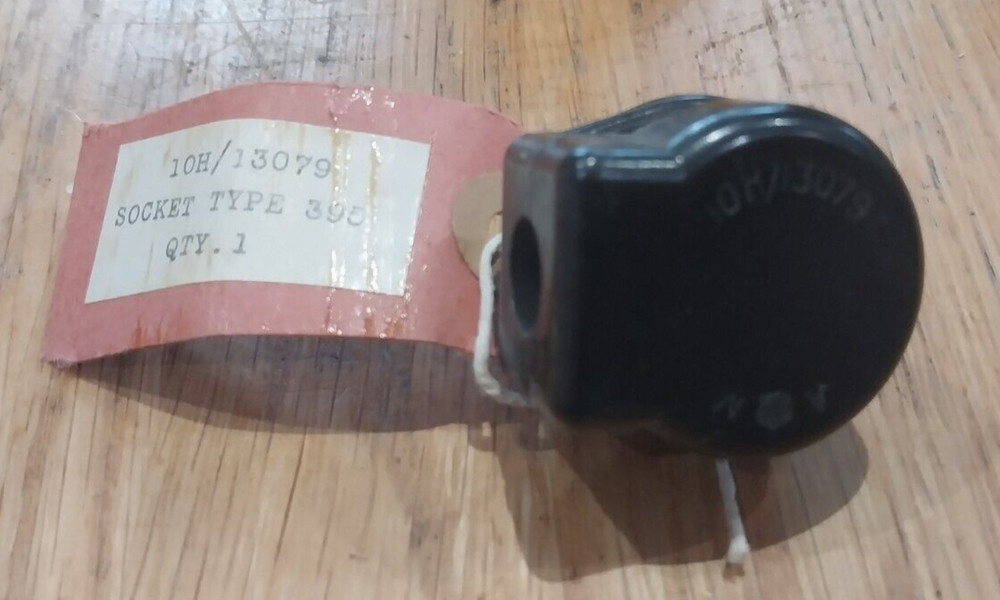 10H/13079
SOCKET TYPE 395
QTY.1
10H/13079
A
N